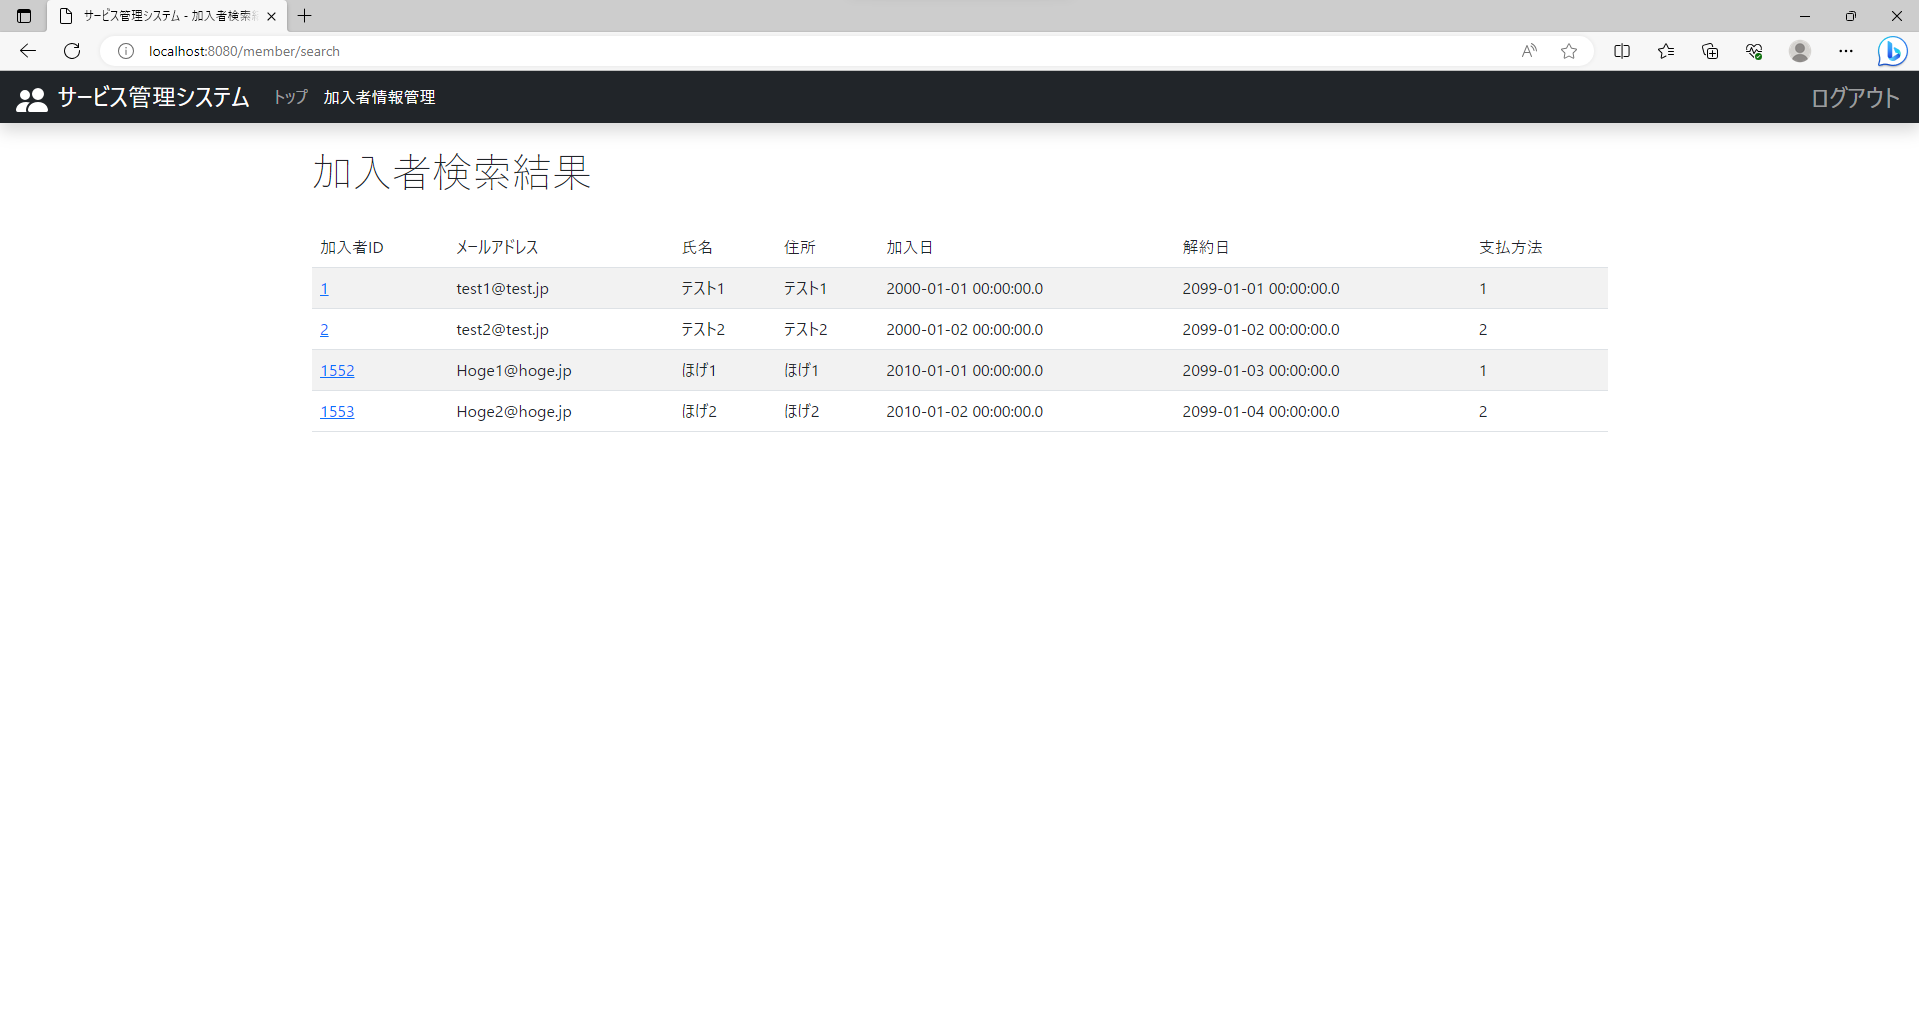 サービス管理システム - 加入者検索
localhost:8080/member/search
サービス管理システム トップ 加入者情報管理 ログアウト
加入者検索結果
加入者ID メールアドレス 氏名 住所 加入日 解約日 支払方法
1 test1@test.jp テスト1 テスト1 2000-01-01 00:00:00.0 2099-01-01 00:00:00.0 1
2 test2@test.jp テスト2 テスト2 2000-01-02 00:00:00.0 2099-01-02 00:00:00.0 2
1552 Hoge1@hoge.jp ほげ1 ほげ1 2010-01-01 00:00:00.0 2099-01-03 00:00:00.0 1
1553 Hoge2@hoge.jp ほげ2 ほげ2 2010-01-02 00:00:00.0 2099-01-04 00:00:00.0 2